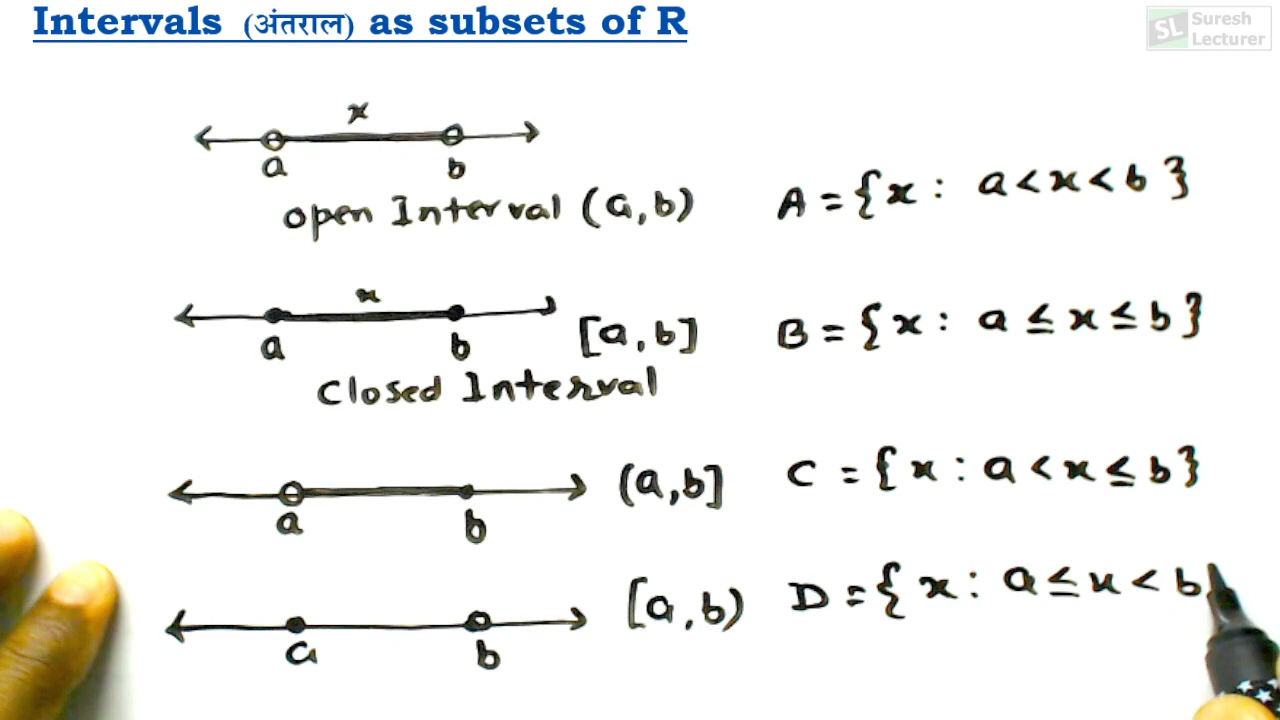 Intervals (अंतराल) as subsets of R
SL Suresh Lecturer
x
a b
open Interval (a, b) A = {x : a < x < b}
x
a b [a, b] B = {x : a ≤ x ≤ b}
Closed Interval
(a, b] C = {x : a < x ≤ b}
a b
[a, b) D = {x : a ≤ x < b
a b